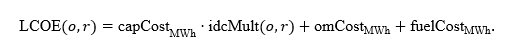 LCOE(o, r) = capCost_MWh · idcMult(o, r) + omCost_MWh + fuelCost_MWh.